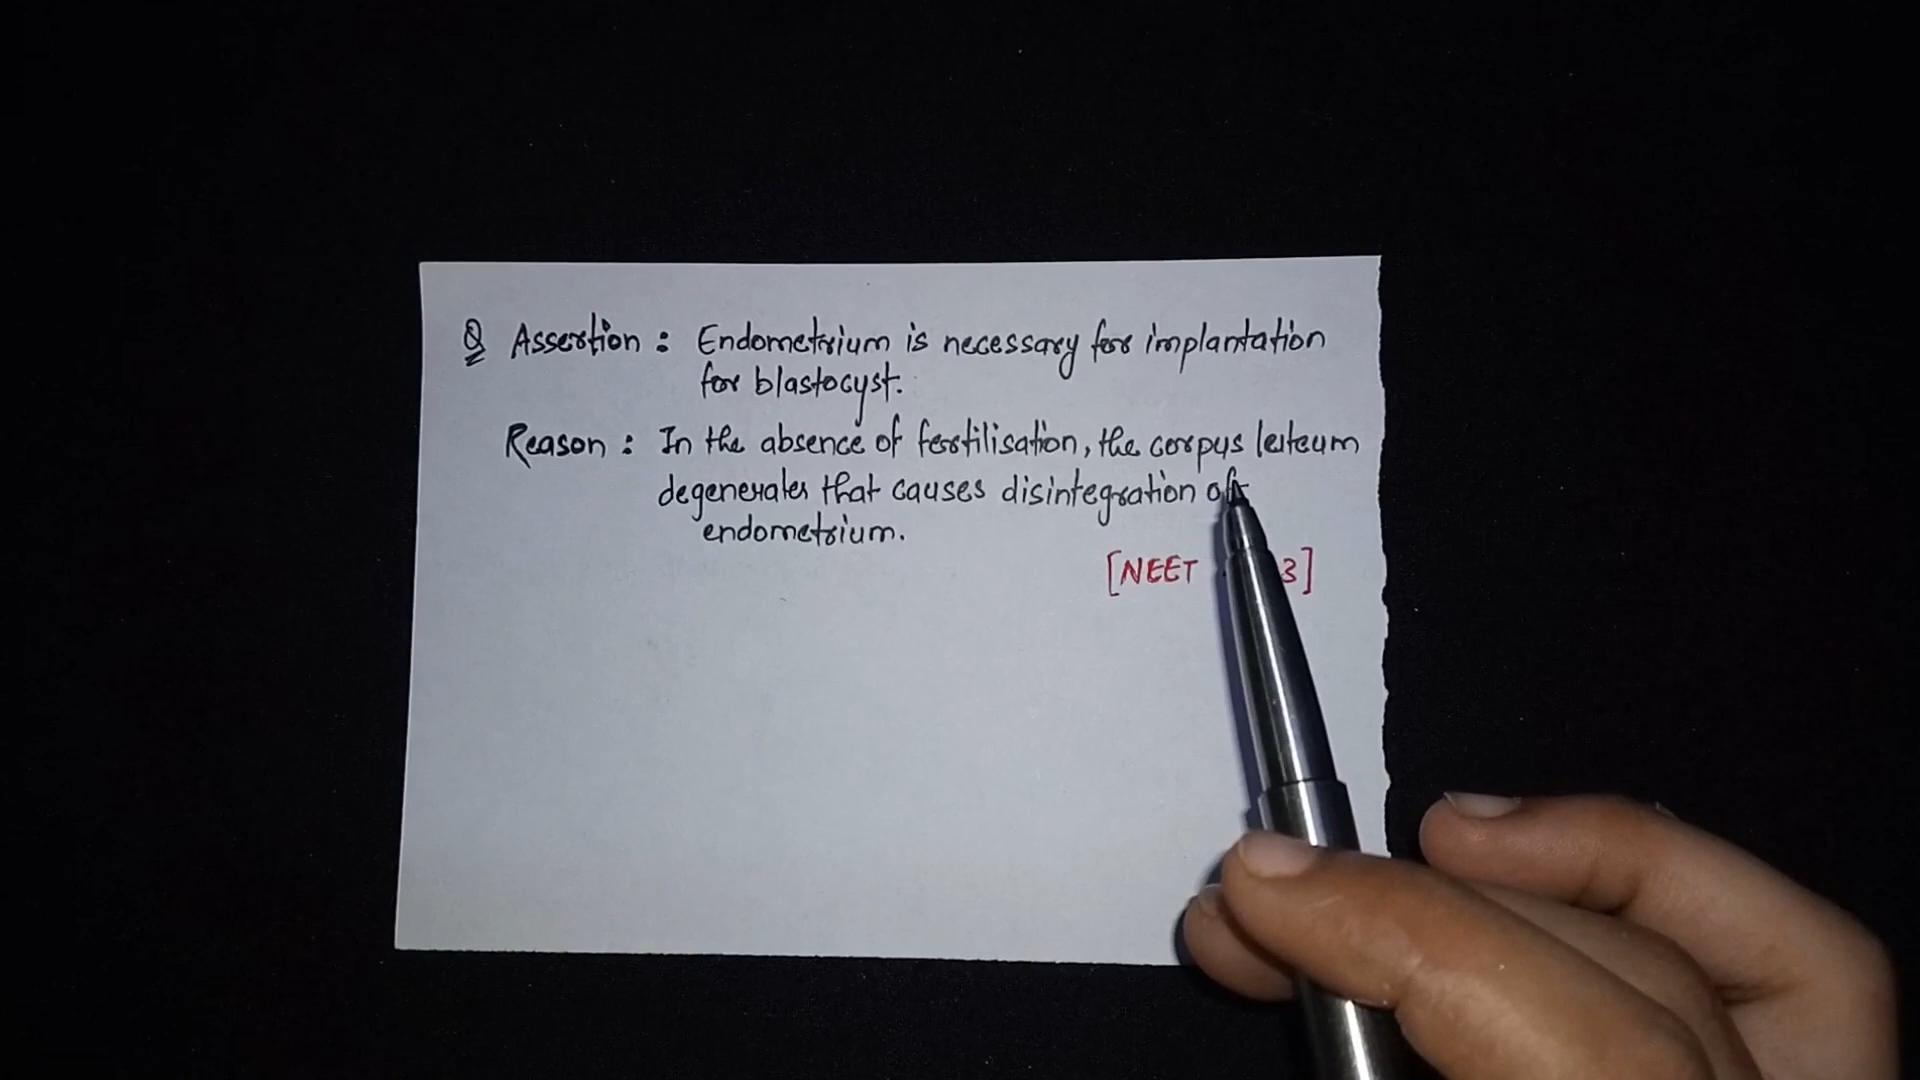 Q Assertion : Endometrium is necessary for implantation
for blastocyst.
Reason : In the absence of fertilisation, the corpus leuteum
degenerates that causes disintegration of
endometrium.
[NEET 3]